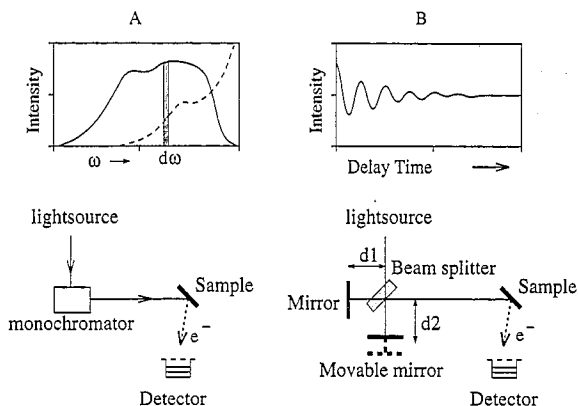 A
Intensity
ω
dω
lightsource
monochromator
Sample
e⁻
Detector
B
Intensity
Delay Time
lightsource
d1
Beam splitter
Mirror
d2
Sample
Movable mirror
e⁻
Detector